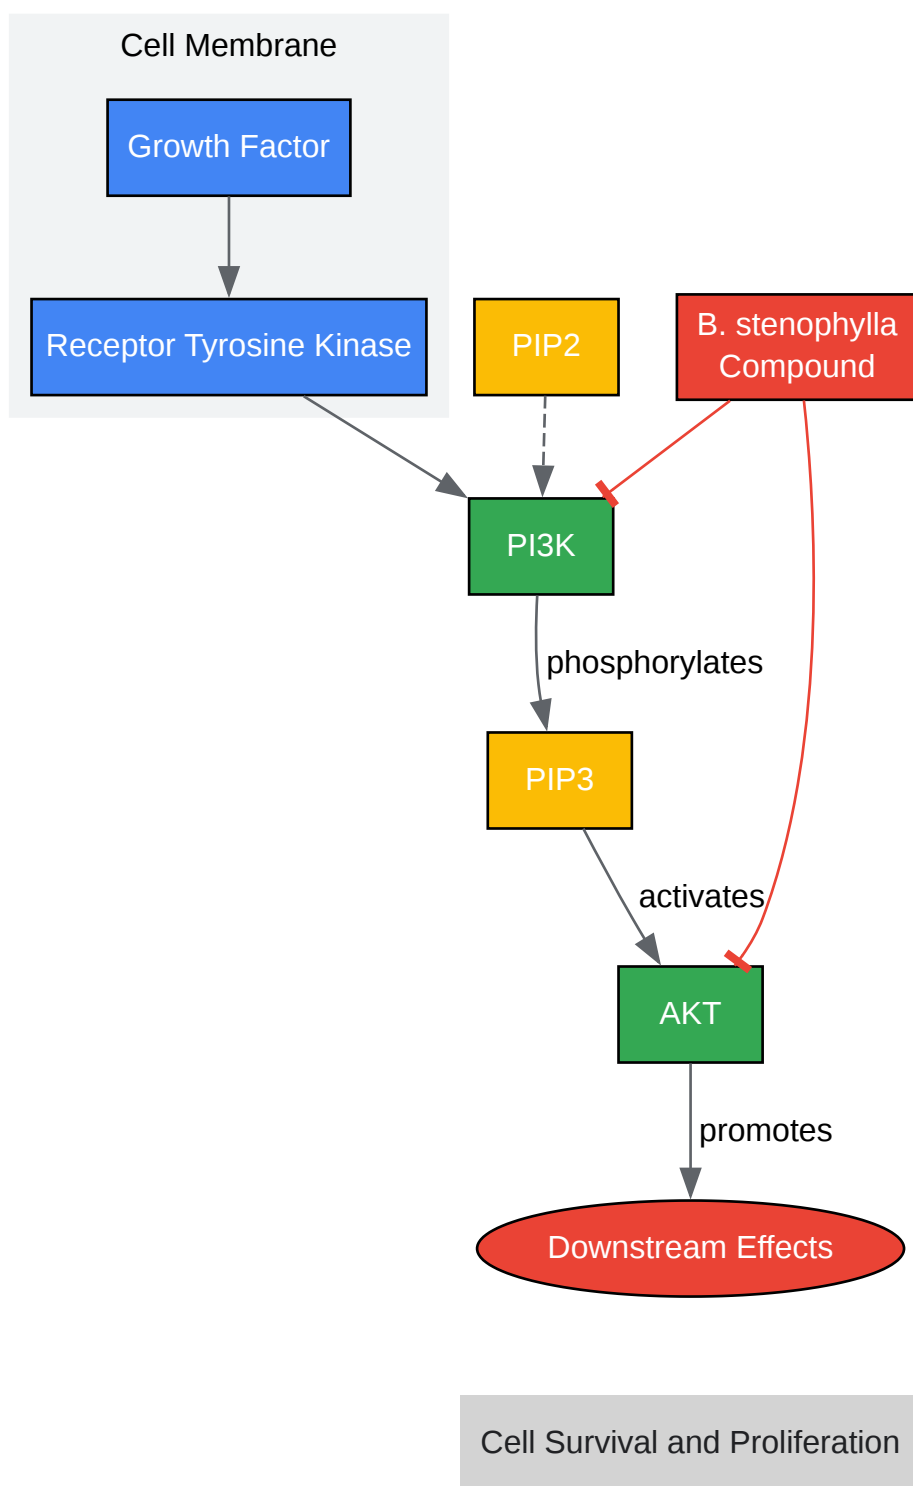 Cell Membrane
Growth Factor
Receptor Tyrosine Kinase
PIP2
B. stenophylla
Compound
PI3K
phosphorylates
PIP3
activates
AKT
promotes
Downstream Effects
Cell Survival and Proliferation